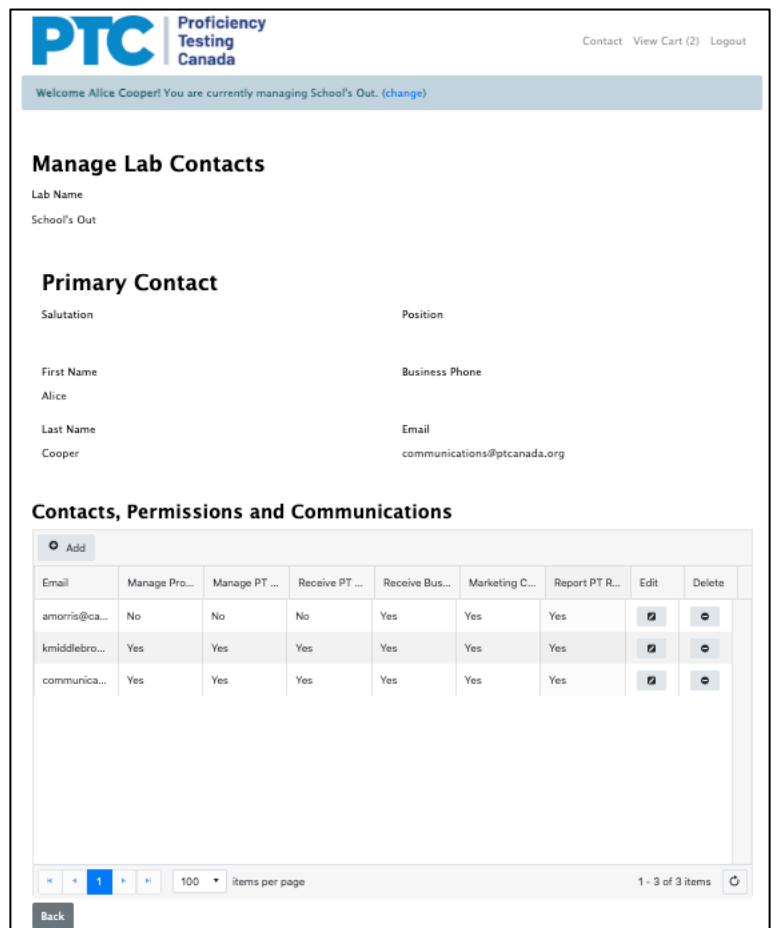 PTC Proficiency
Testing
Canada
Contact View Cart (2) Logout
Welcome Alice Cooper! You are currently managing School's Out. (change)
Manage Lab Contacts
Lab Name
School's Out
Primary Contact
Salutation Position
First Name Business Phone
Alice
Last Name Email
Cooper communications@ptcanada.org
Contacts, Permissions and Communications
Add
Email Manage Pro... Manage PT ... Receive PT ... Receive Bus... Marketing C... Report PT R... Edit Delete
amorris@ca... No No No Yes Yes Yes
kmiddlebro... Yes Yes Yes Yes Yes Yes
communica... Yes Yes Yes Yes Yes Yes
1 100 items per page 1 - 3 of 3 items
Back